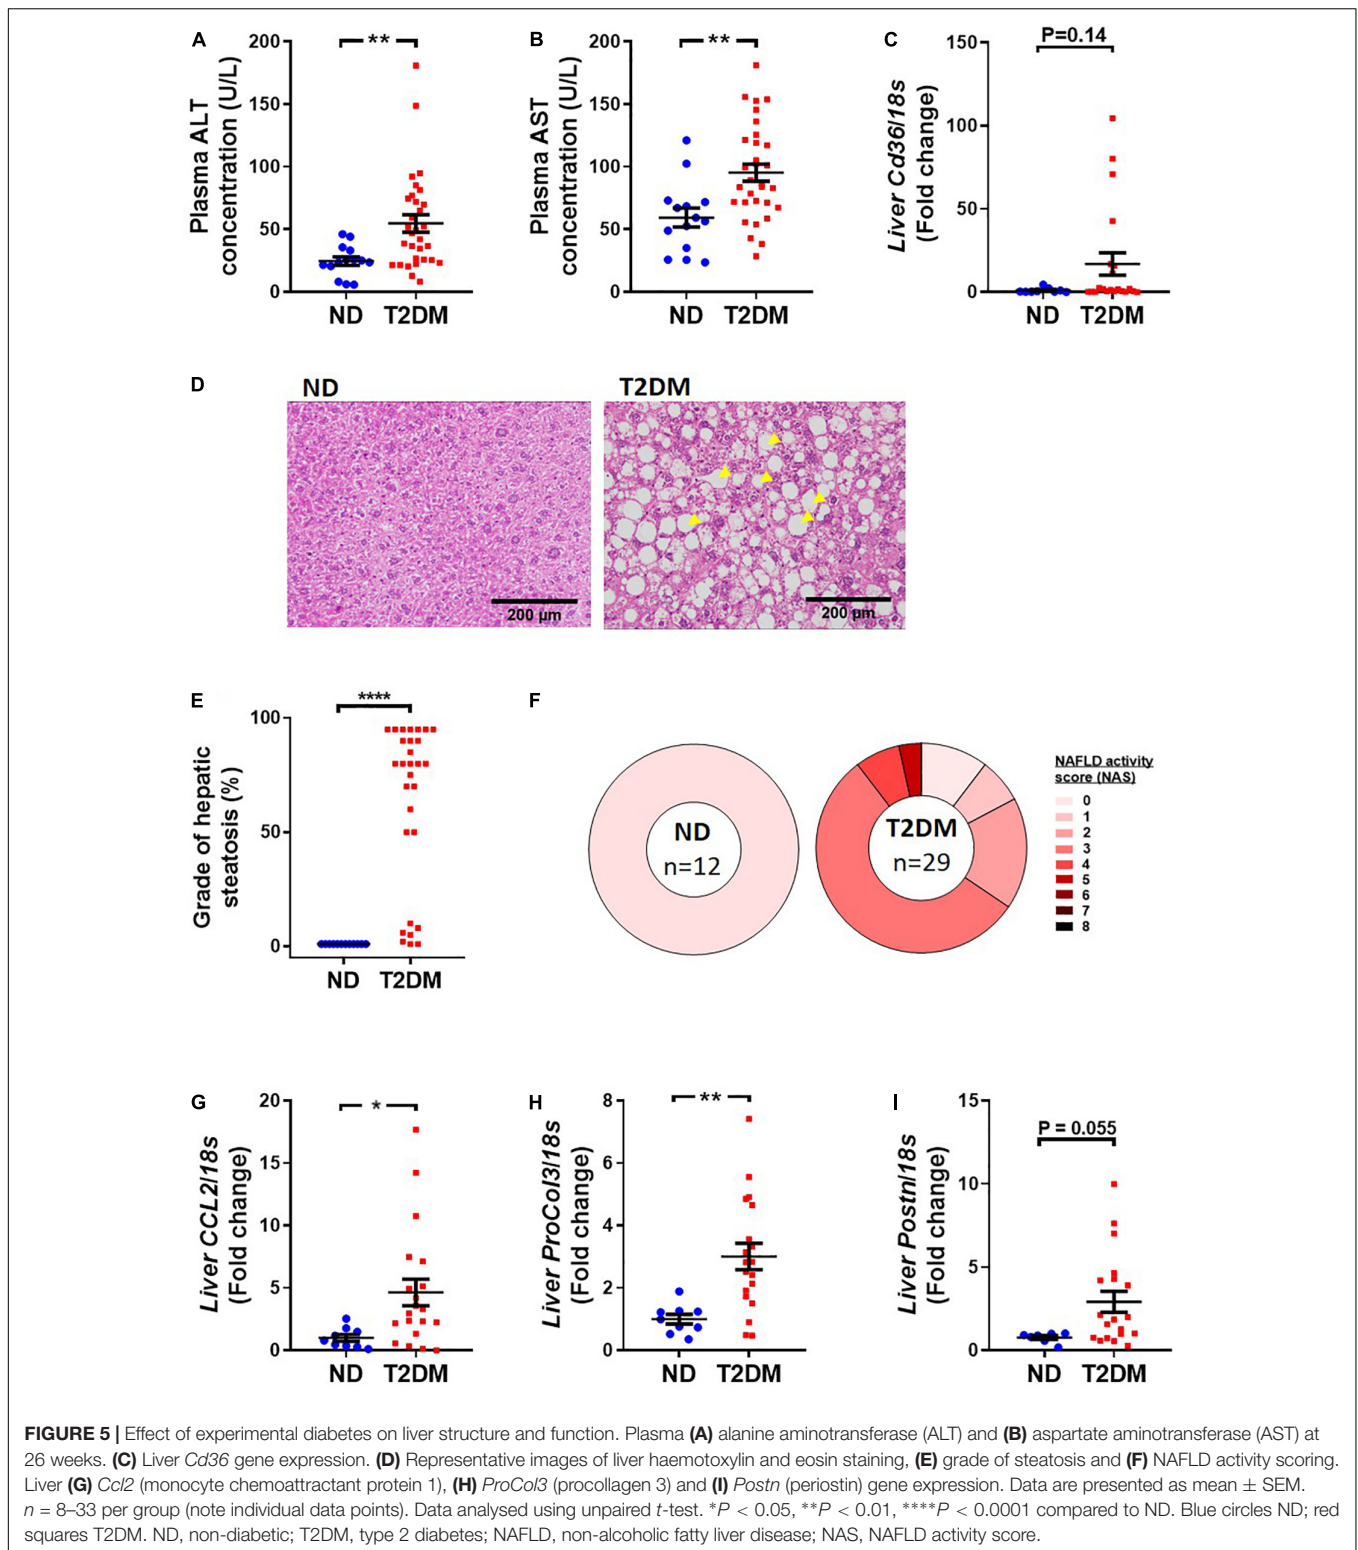 A
200
150
100
50
0
Plasma ALT
concentration (U/L)
**
ND
T2DM
B
200
150
100
50
0
Plasma AST
concentration (U/L)
**
ND
T2DM
C
150
100
50
0
Liver Cd36/18s
(Fold change)
P=0.14
ND
T2DM
D
ND
200 µm
T2DM
200 µm
E
100
50
0
Grade of hepatic
steatosis (%)
****
ND
T2DM
F
ND
n=12
T2DM
n=29
NAFLD activity
score (NAS)
0
1
2
3
4
5
6
7
8
G
20
15
10
5
0
Liver CCL2/18s
(Fold change)
*
ND
T2DM
H
8
6
4
2
0
Liver ProCol3/18s
(Fold change)
**
ND
T2DM
I
15
10
5
0
Liver Postn/18s
(Fold change)
P = 0.055
ND
T2DM
FIGURE 5 | Effect of experimental diabetes on liver structure and function. Plasma (A) alanine aminotransferase (ALT) and (B) aspartate aminotransferase (AST) at
26 weeks. (C) Liver Cd36 gene expression. (D) Representative images of liver haemotoxylin and eosin staining, (E) grade of steatosis and (F) NAFLD activity scoring.
Liver (G) Ccl2 (monocyte chemoattractant protein 1), (H) ProCol3 (procollagen 3) and (I) Postn (periostin) gene expression. Data are presented as mean ± SEM.
n = 8–33 per group (note individual data points). Data analysed using unpaired t-test. *P < 0.05, **P < 0.01, ****P < 0.0001 compared to ND. Blue circles ND; red
squares T2DM. ND, non-diabetic; T2DM, type 2 diabetes; NAFLD, non-alcoholic fatty liver disease; NAS, NAFLD activity score.